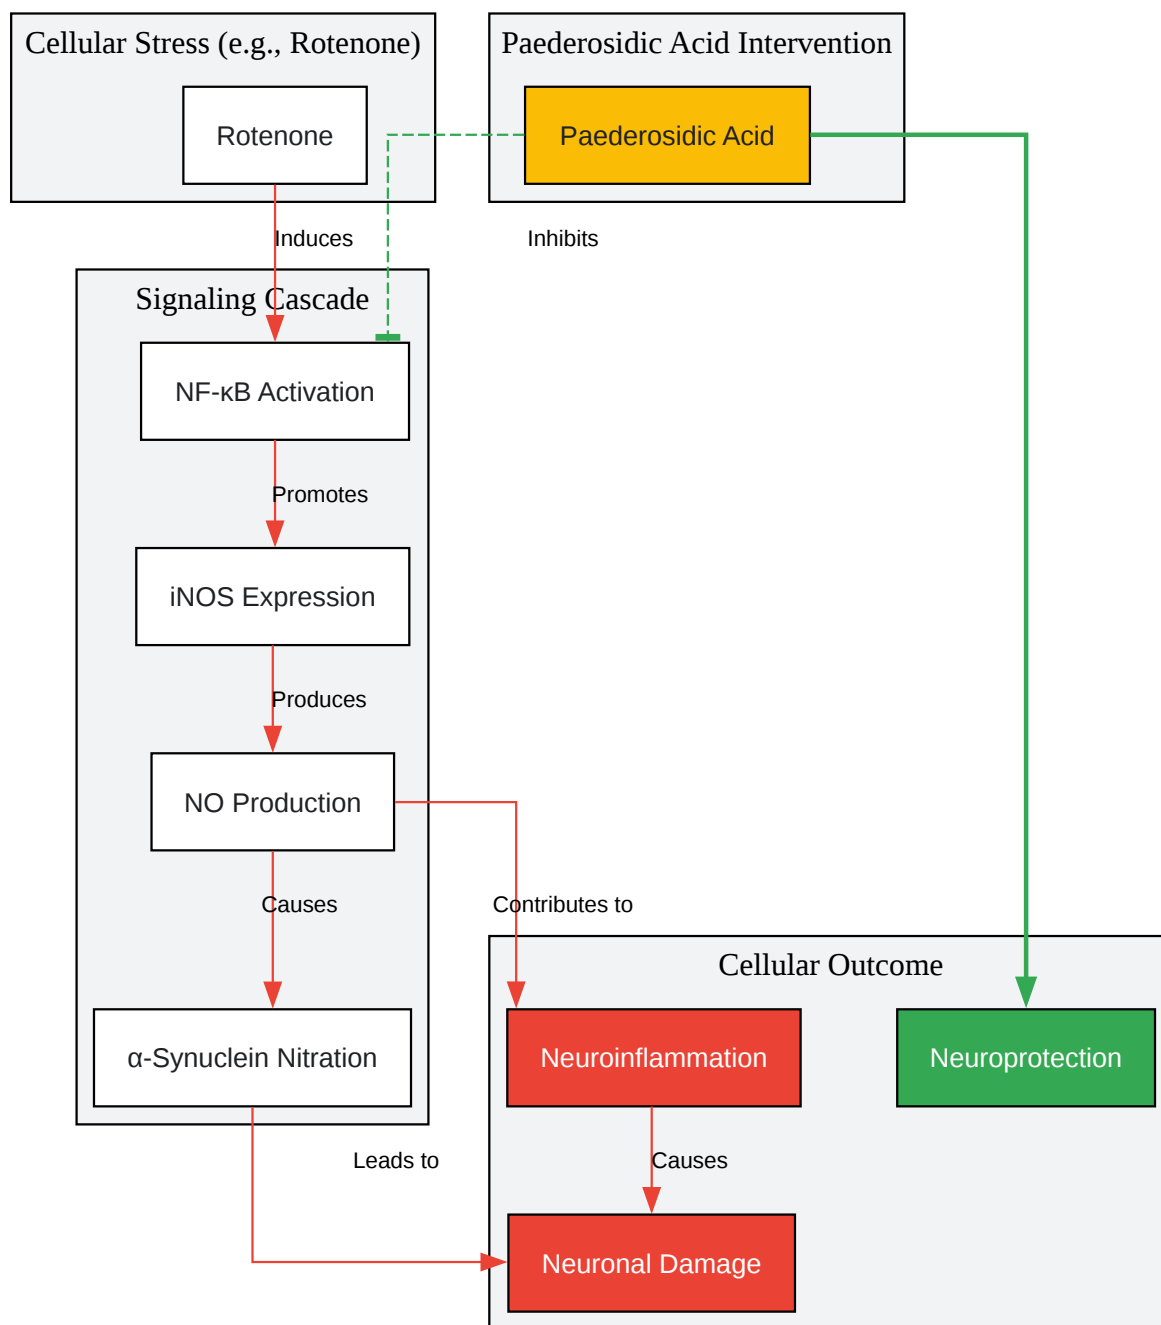 Cellular Stress (e.g., Rotenone)
Paederosidic Acid Intervention
Rotenone
Paederosidic Acid
Induces
Inhibits
Signaling Cascade
NF-κB Activation
Promotes
iNOS Expression
Produces
NO Production
Causes
Contributes to
Cellular Outcome
α-Synuclein Nitration
Neuroinflammation
Neuroprotection
Leads to
Causes
Neuronal Damage